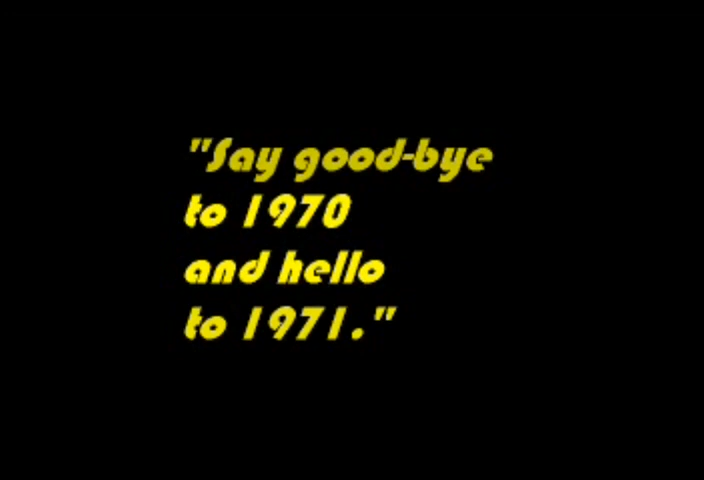 "Say good-bye
to 1970
and hello
to 1971."